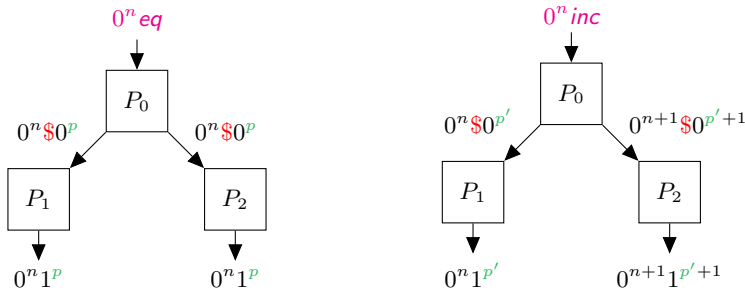 0^n eq 0^n inc
P_0 P_0
0^n$0^p 0^n$0^p 0^n$0^{p'} 0^{n+1}$0^{p'+1}
P_1 P_2 P_1 P_2
0^n1^p 0^n1^p 0^n1^{p'} 0^{n+1}1^{p'+1}